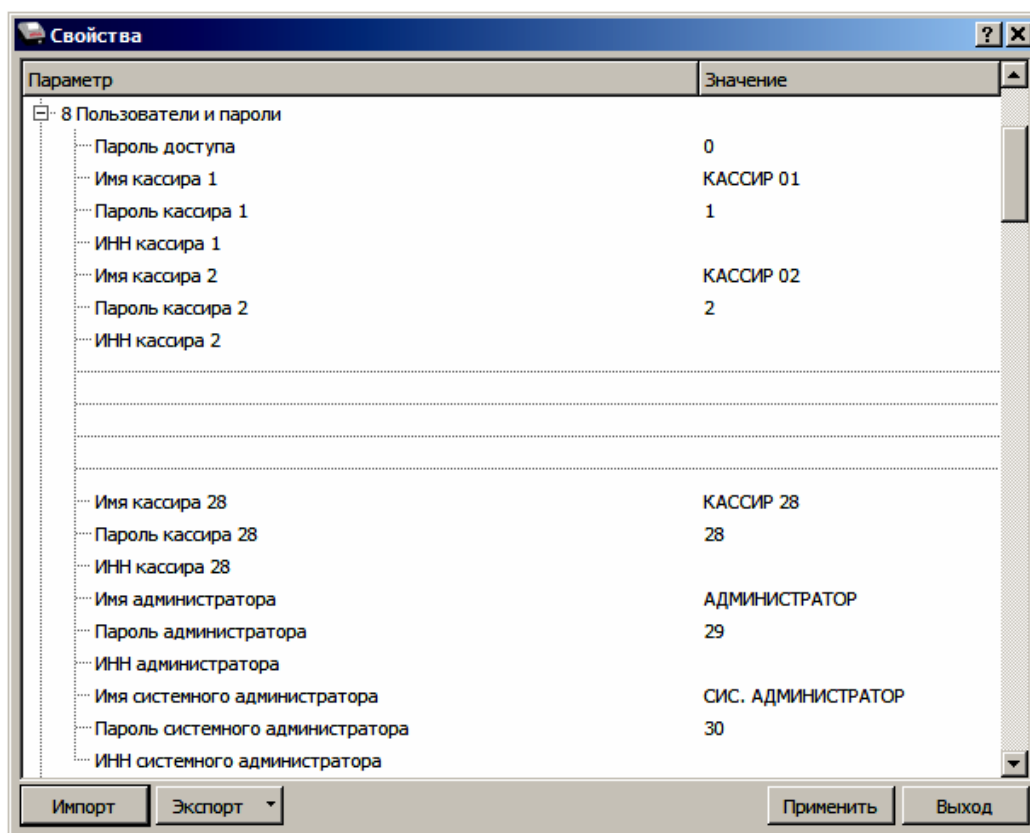 Свойства
Параметр Значение
8 Пользователи и пароли
Пароль доступа 0
Имя кассира 1 КАССИР 01
Пароль кассира 1 1
ИНН кассира 1
Имя кассира 2 КАССИР 02
Пароль кассира 2 2
ИНН кассира 2
Имя кассира 28 КАССИР 28
Пароль кассира 28 28
ИНН кассира 28
Имя администратора АДМИНИСТРАТОР
Пароль администратора 29
ИНН администратора
Имя системного администратора СИС. АДМИНИСТРАТОР
Пароль системного администратора 30
ИНН системного администратора
Импорт Экспорт Применить Выход